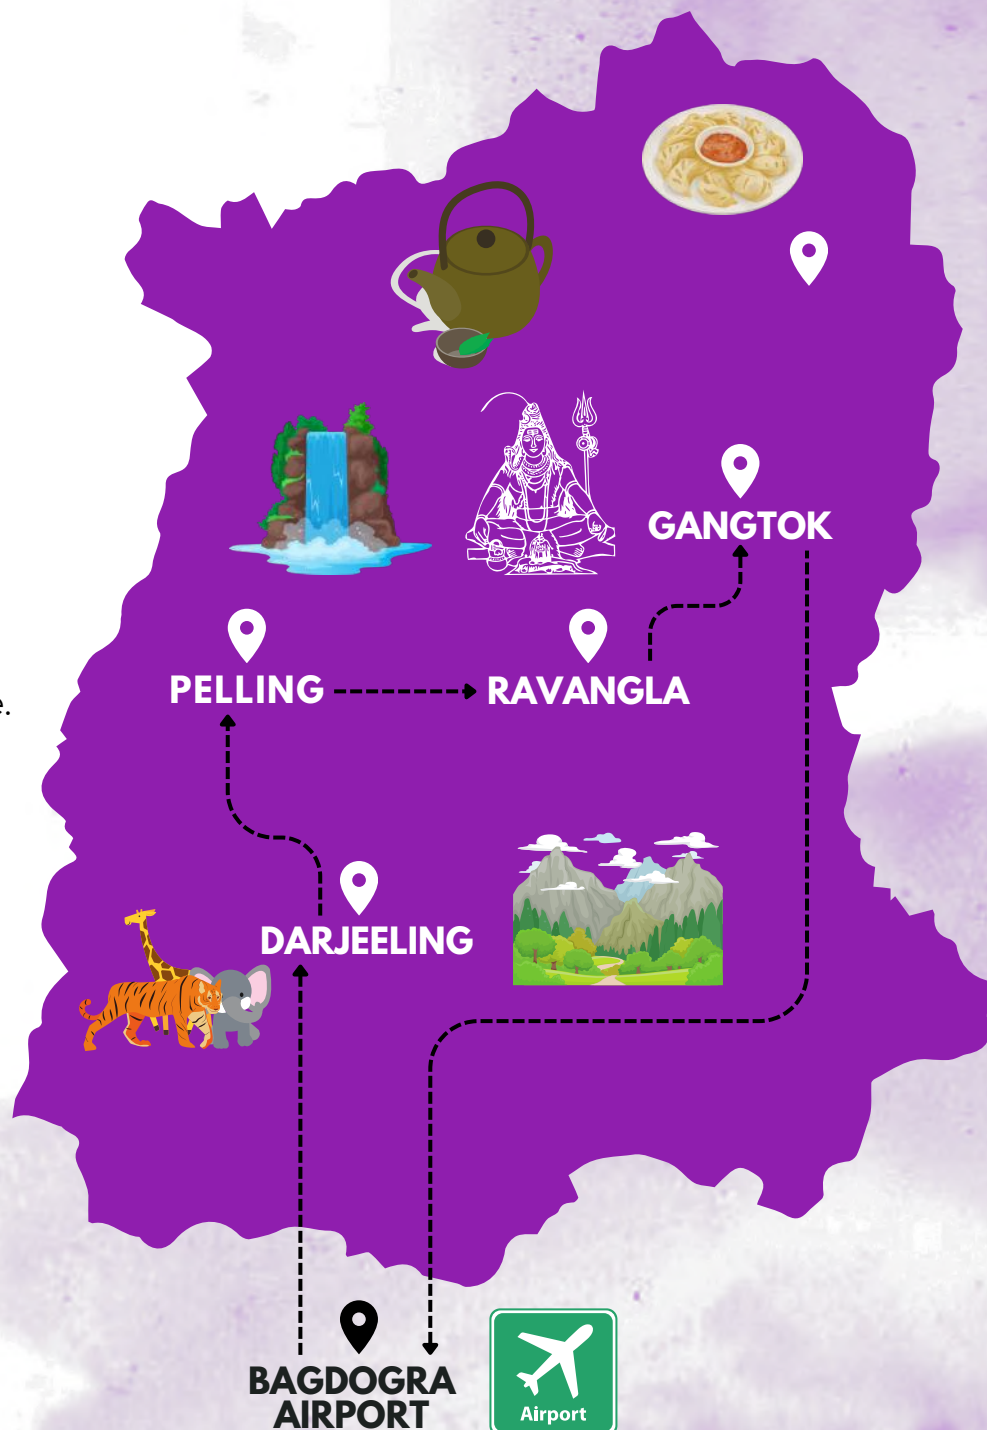 GANGTOK
PELLING
RAVANGLA
e.
DARJEELING
BAGDOGRA
AIRPORT
Airport